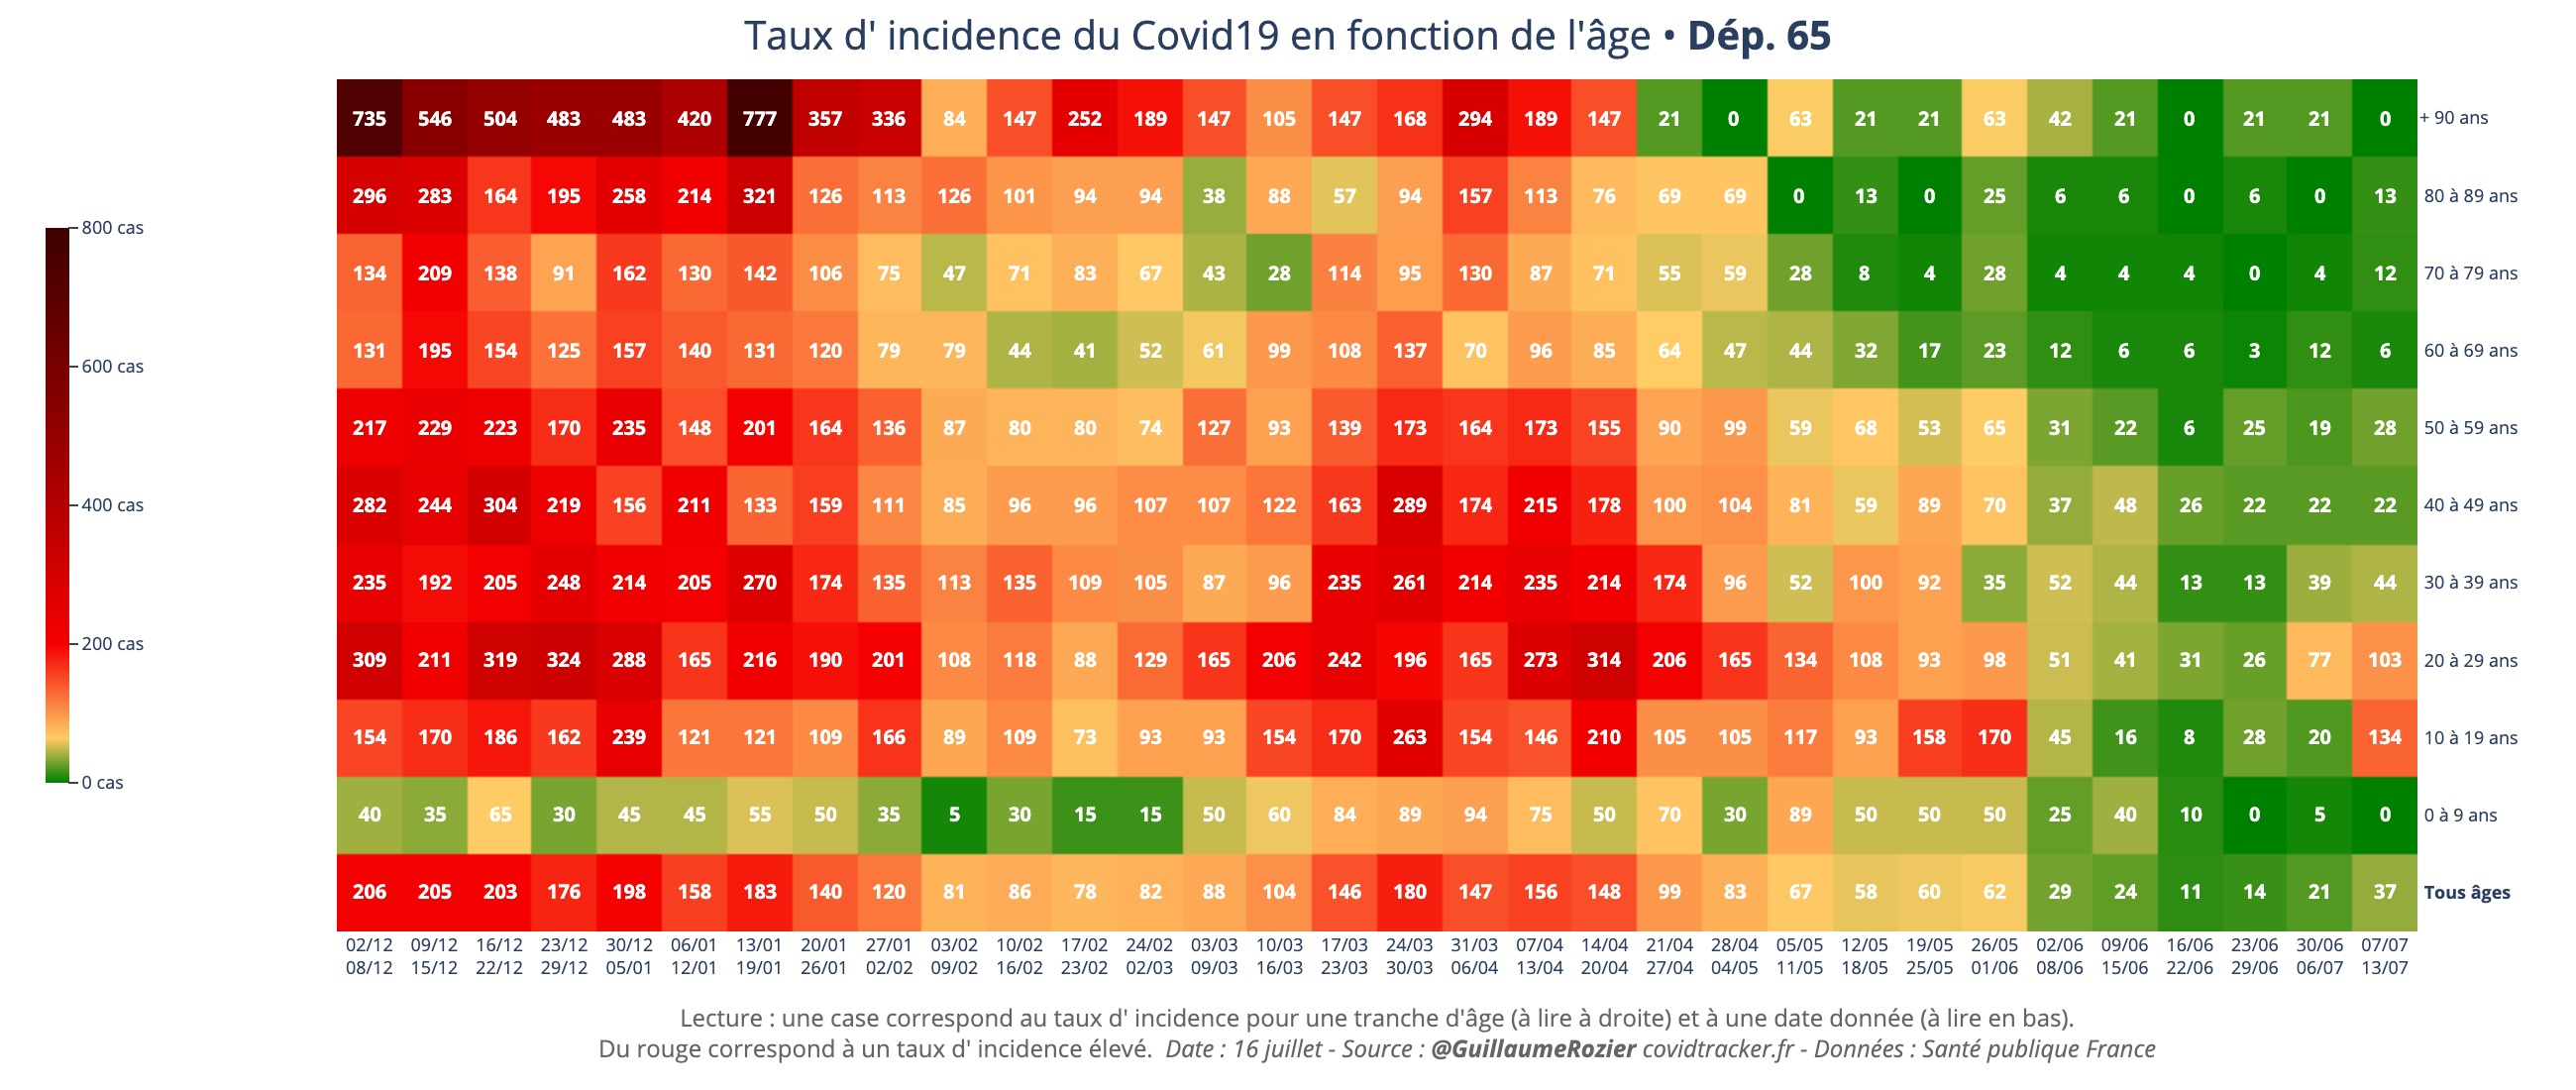 Taux d' incidence du Covid19 en fonction de l'âge • Dép. 65
800 cas
600 cas
400 cas
200 cas
0 cas
735 546 504 483 483 420 777 357 336 84 147 252 189 147 105 147 168 294 189 147 21 0 63 21 21 63 42 21 0 21 21 0 + 90 ans
296 283 164 195 258 214 321 126 113 126 101 94 94 38 88 57 94 157 113 76 69 69 0 13 0 25 6 6 0 6 0 13 80 à 89 ans
134 209 138 91 162 130 142 106 75 47 71 83 67 43 28 114 95 130 87 71 55 59 28 8 4 28 4 4 4 0 4 12 70 à 79 ans
131 195 154 125 157 140 131 120 79 79 44 41 52 61 99 108 137 70 96 85 64 47 44 32 17 23 12 6 6 3 12 6 60 à 69 ans
217 229 223 170 235 148 201 164 136 87 80 80 74 127 93 139 173 164 173 155 90 99 59 68 53 65 31 22 6 25 19 28 50 à 59 ans
282 244 304 219 156 211 133 159 111 85 96 96 107 107 122 163 289 174 215 178 100 104 81 59 89 70 37 48 26 22 22 22 40 à 49 ans
235 192 205 248 214 205 270 174 135 113 135 109 105 87 96 235 261 214 235 214 174 96 52 100 92 35 52 44 13 13 39 44 30 à 39 ans
309 211 319 324 288 165 216 190 201 108 118 88 129 165 206 242 196 165 273 314 206 165 134 108 93 98 51 41 31 26 77 103 20 à 29 ans
154 170 186 162 239 121 121 109 166 89 109 73 93 93 154 170 263 154 146 210 105 105 117 93 158 170 45 16 8 28 20 134 10 à 19 ans
40 35 65 30 45 45 55 50 35 5 30 15 15 50 60 84 89 94 75 50 70 30 89 50 50 50 25 40 10 0 5 0 0 à 9 ans
206 205 203 176 198 158 183 140 120 81 86 78 82 88 104 146 180 147 156 148 99 83 67 58 60 62 29 24 11 14 21 37 Tous âges
02/12 09/12 16/12 23/12 30/12 06/01 13/01 20/01 27/01 03/02 10/02 17/02 24/02 03/03 10/03 17/03 24/03 31/03 07/04 14/04 21/04 28/04 05/05 12/05 19/05 26/05 02/06 09/06 16/06 23/06 30/06 07/07
08/12 15/12 22/12 29/12 05/01 12/01 19/01 26/01 02/02 09/02 16/02 23/02 02/03 09/03 16/03 23/03 30/03 06/04 13/04 20/04 27/04 04/05 11/05 18/05 25/05 01/06 08/06 15/06 22/06 29/06 06/07 13/07
Lecture : une case correspond au taux d' incidence pour une tranche d'âge (à lire à droite) et à une date donnée (à lire en bas).
Du rouge correspond à un taux d' incidence élevé. Date : 16 juillet - Source : @GuillaumeRozier covidtracker.fr - Données : Santé publique France